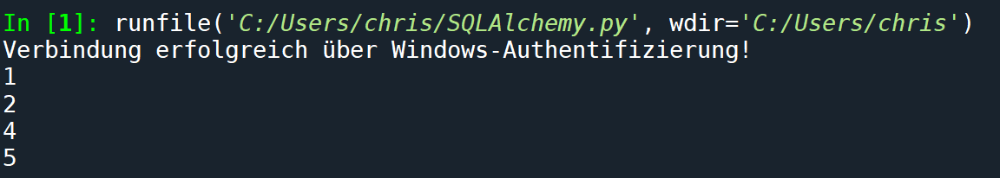 In [1]: runfile('C:/Users/chris/SQLAlchemy.py', wdir='C:/Users/chris')
Verbindung erfolgreich über Windows-Authentifizierung!
1
2
4
5